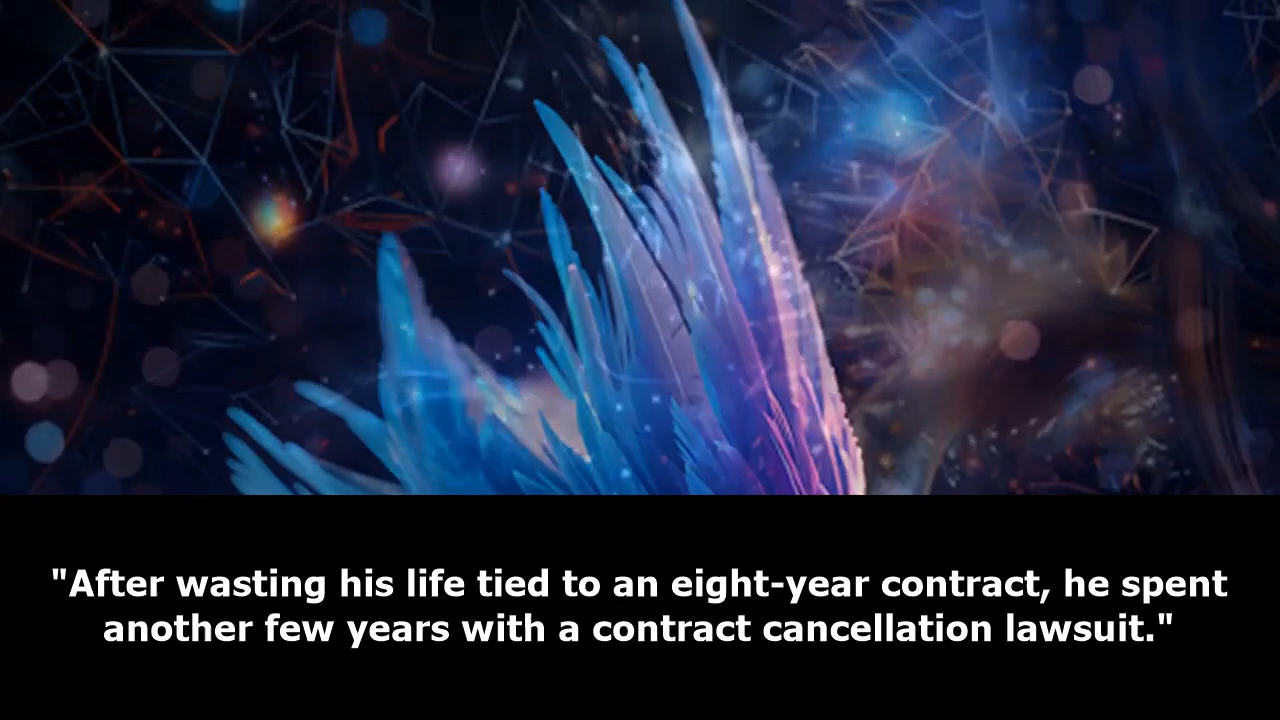 "After wasting his life tied to an eight-year contract, he spent
another few years with a contract cancellation lawsuit."